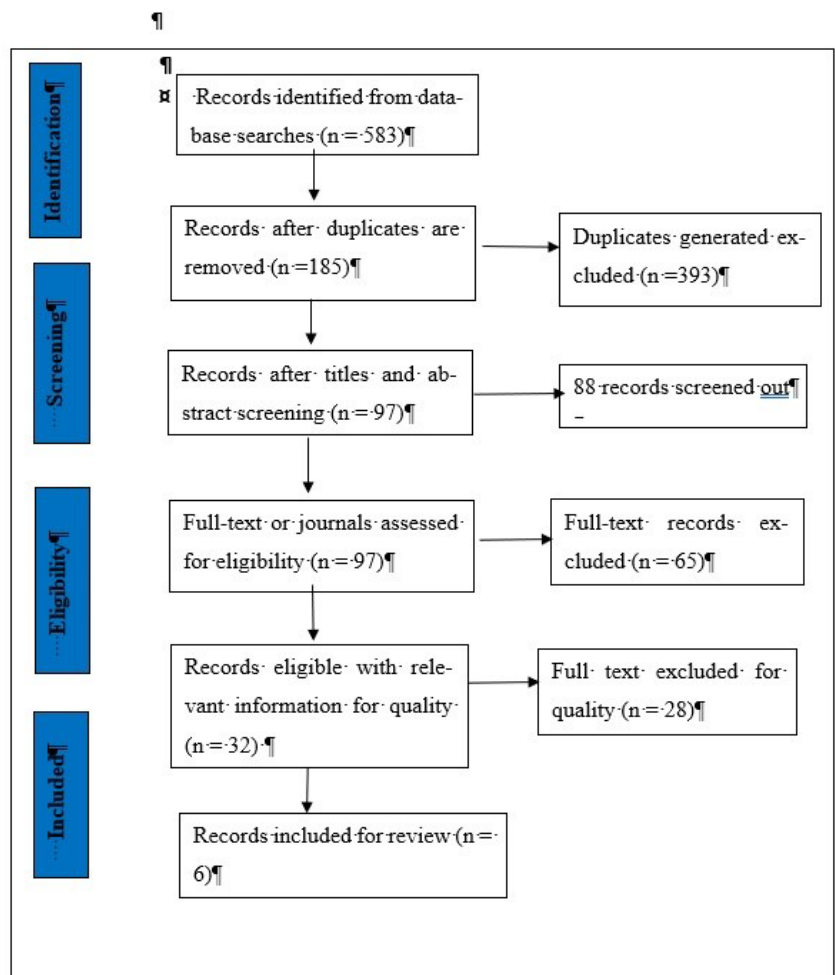 ¶
¶
¤
Identification¶
·Records·identified·from·data-
base·searches·(n·=·583)¶
Records· after· duplicates· are·
removed·(n·=185)¶
Duplicates· generated· ex-
cluded·(n·=393)¶
····Screening¶
Records· after· titles· and· ab-
stract·screening·(n·=·97)¶
88·records·screened·out¶
–
····Eligibility¶
Full-text·or·journals·assessed·
for·eligibility·(n·=·97)¶
Full-text· records· ex-
cluded·(n·=·65)¶
Records· eligible· with· rele-
vant· information· for· quality·
(n·=·32)·¶
Full· text· excluded· for·
quality·(n·=·28)¶
····Included¶
Records·included·for·review·(n·=·
6)¶